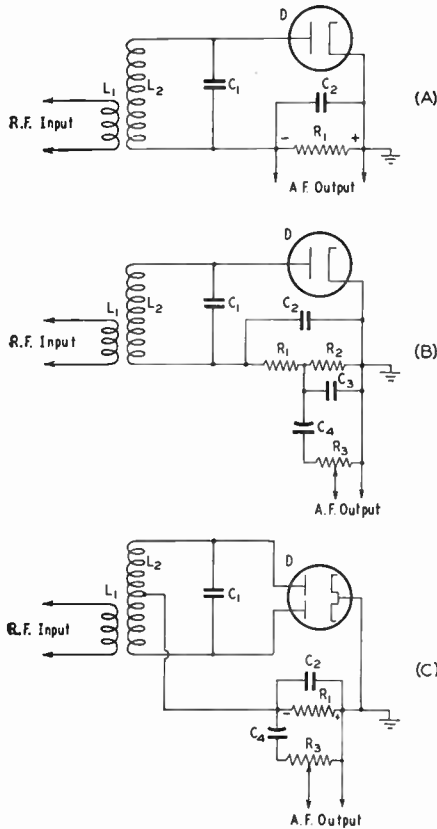 D
L₁
L₂
C₁
C₂
(A)
R.F. Input
- R₁ +
A.F. Output
D
L₁
L₂
C₁
C₂
(B)
R.F. Input
R₁
R₂
C₃
C₄
R₃
A.F. Output
D
L₂
L₁
C₁
R.F. Input
C₂
(C)
- R₁ +
C₄
R₃
A.F. Output